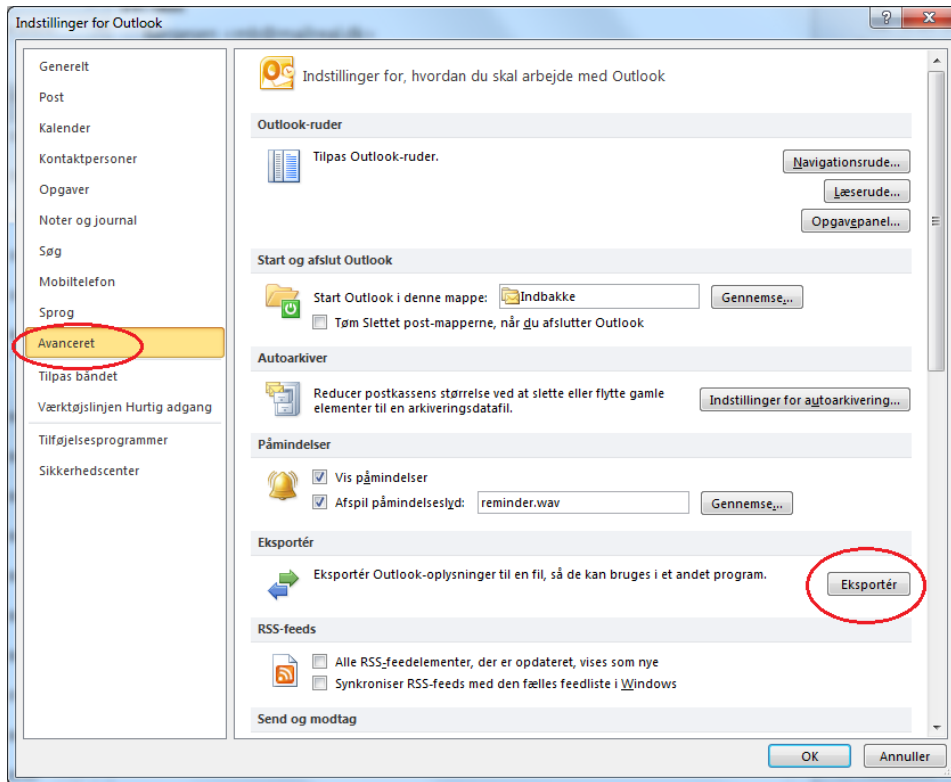 Indstillinger for Outlook
Generelt
Post
Kalender
Kontaktpersoner
Opgaver
Noter og journal
Søg
Mobiltelefon
Sprog
Avanceret
Tilpas båndet
Værktøjslinjen Hurtig adgang
Tilføjelsesprogrammer
Sikkerhedscenter
Indstillinger for, hvordan du skal arbejde med Outlook
Outlook-ruder
Tilpas Outlook-ruder.
Navigationsrude...
Læserude...
Opgavepanel...
Start og afslut Outlook
Start Outlook i denne mappe: Indbakke Gennemse...
Tøm Slettet post-mapperne, når du afslutter Outlook
Autoarkiver
Reducer postkassens størrelse ved at slette eller flytte gamle
elementer til en arkiveringsdatafil.
Indstillinger for autoarkivering...
Påmindelser
Vis påmindelser
Afspil påmindelseslyd: reminder.wav Gennemse...
Eksportér
Eksportér Outlook-oplysninger til en fil, så de kan bruges i et andet program. Eksportér
RSS-feeds
Alle RSS-feedelementer, der er opdateret, vises som nye
Synkroniser RSS-feeds med den fælles feedliste i Windows
Send og modtag
OK Annuller